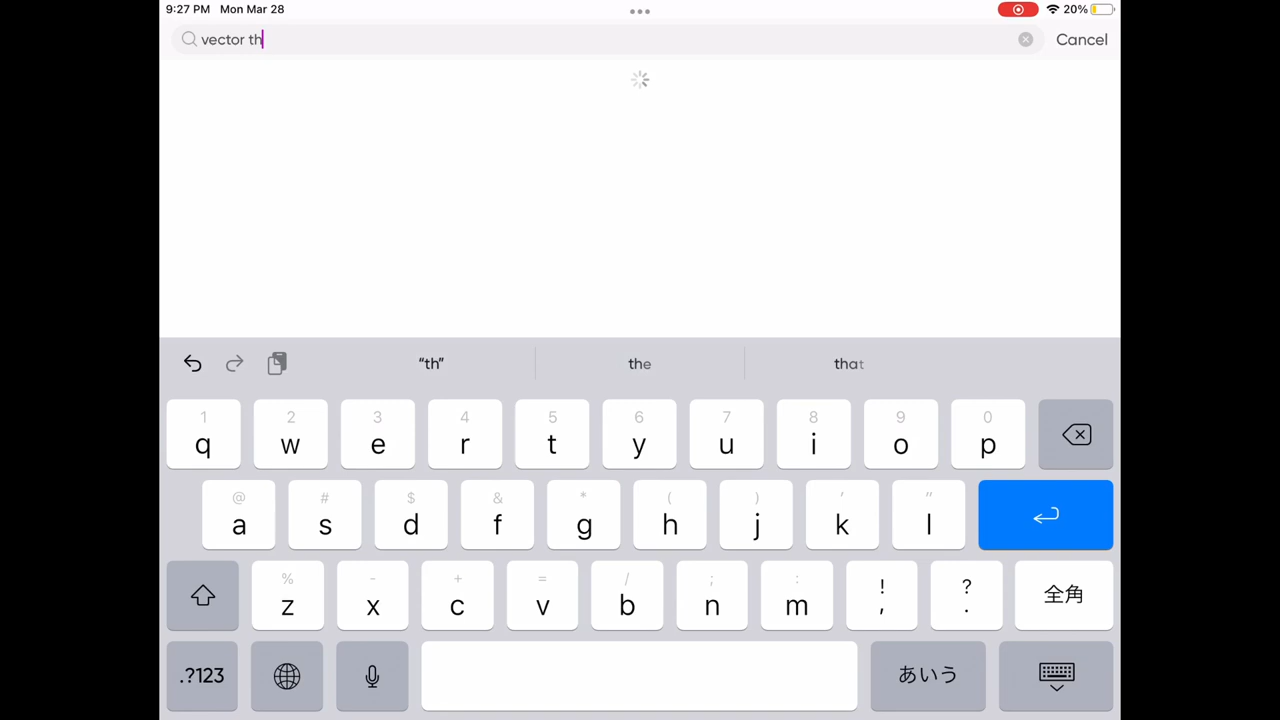 9:27 PM Mon Mar 28 20%
vector th Cancel
“th” the that
1 2 3 4 5 6 7 8 9 0
q w e r t y u i o p
@ # $ & * ( ) ' "
a s d f g h j k l
% - + = / ; : ! ?
z x c v b n m , . 全角
.?123 あいう